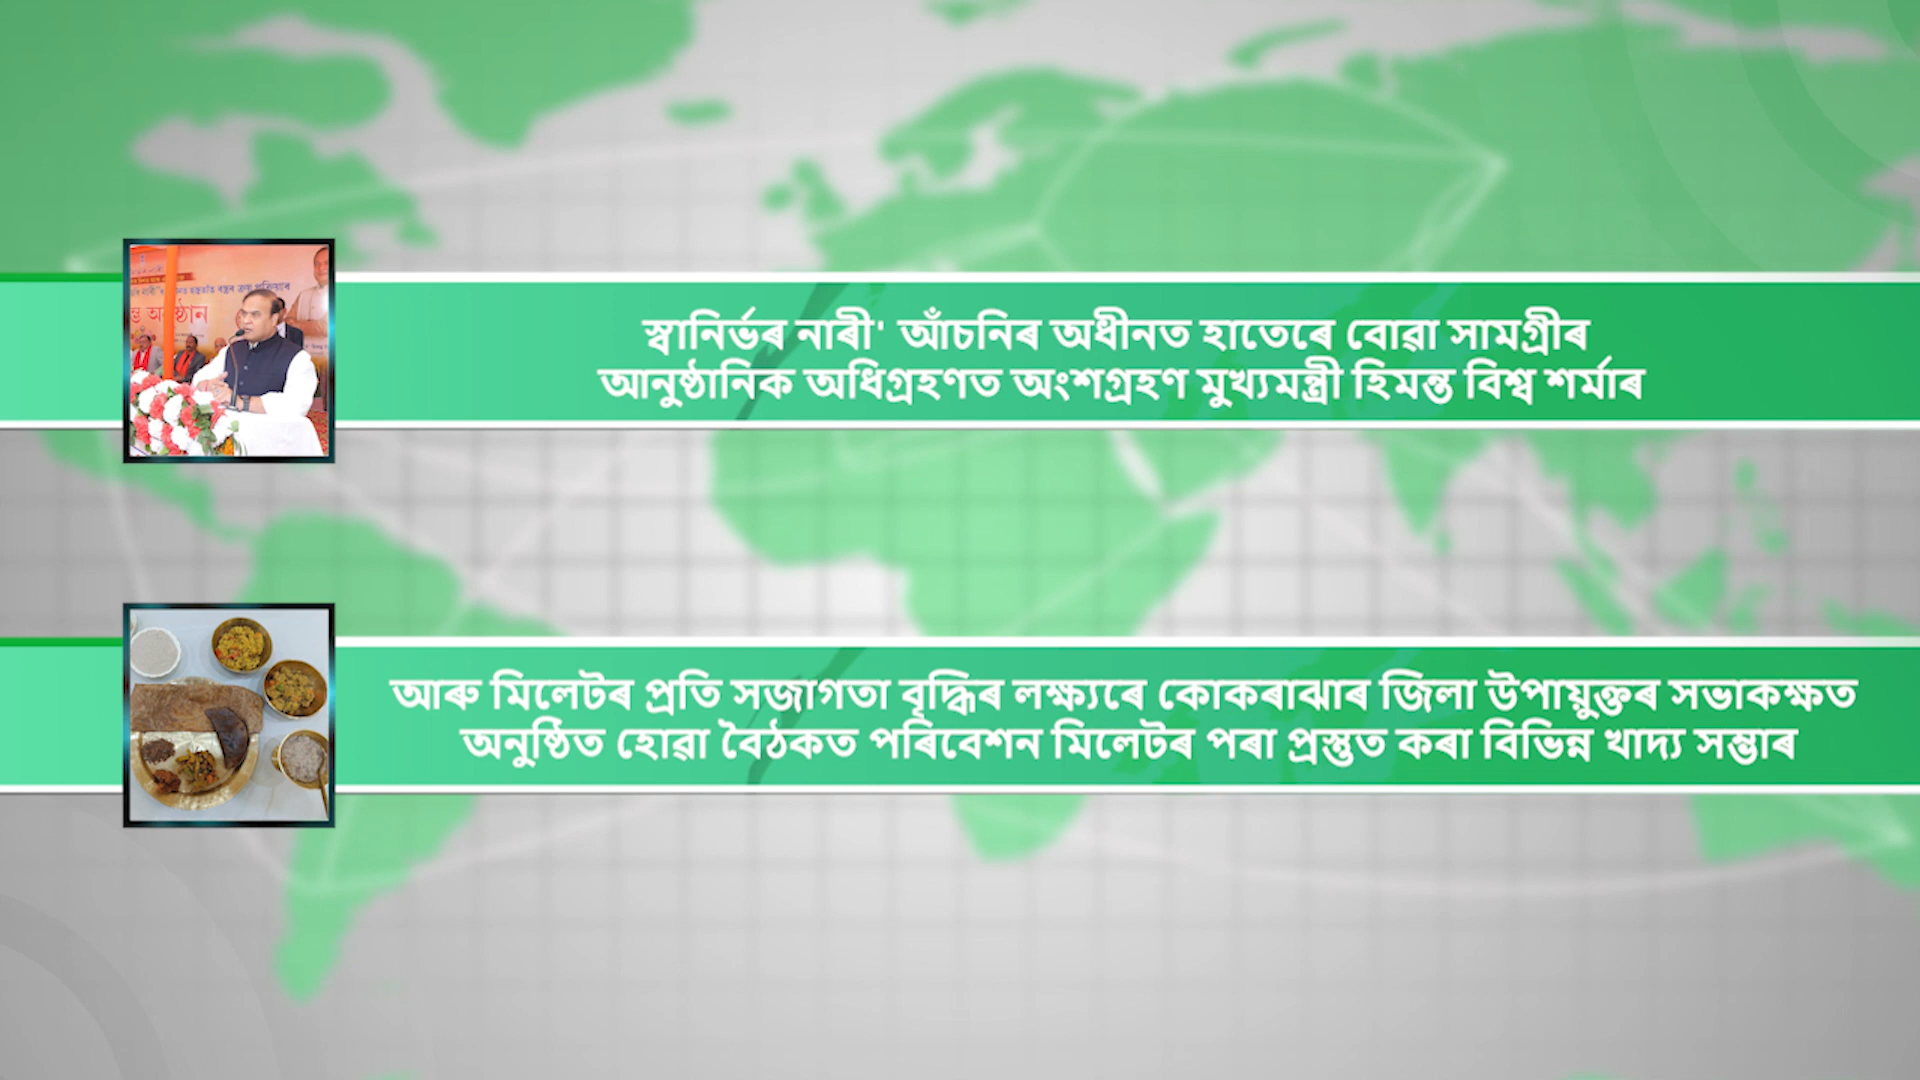 স্বানিৰ্ভৰ নাৰী' আঁচনিৰ অধীনত হাতেৰে বোৱা সামগ্ৰীৰ
আনুষ্ঠানিক অধিগ্ৰহণত অংশগ্ৰহণ মুখ্যমন্ত্ৰী হিমন্ত বিশ্ব শৰ্মাৰ
আৰু মিলেটৰ প্ৰতি সজাগতা বৃদ্ধিৰ লক্ষ্যৰে কোকৰাঝাৰ জিলা উপায়ুক্তৰ সভাকক্ষত
অনুষ্ঠিত হোৱা বৈঠকত পৰিবেশন মিলেটৰ পৰা প্ৰস্তুত কৰা বিভিন্ন খাদ্য সম্ভাৰ